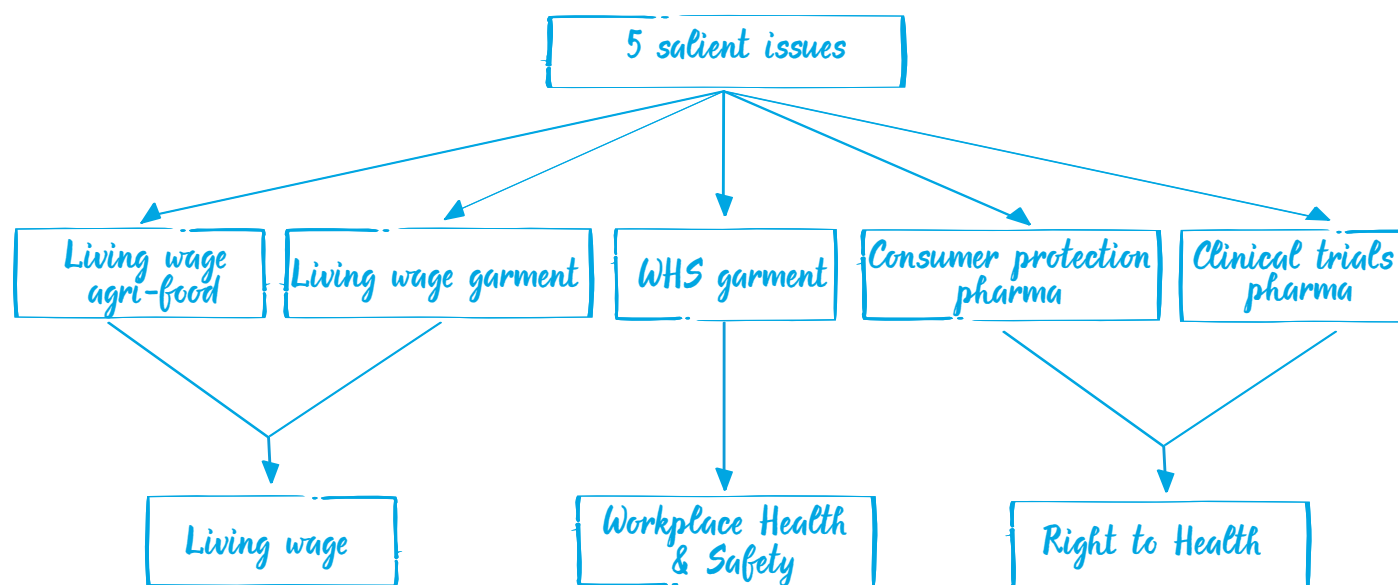 5 salient issues
Living wage
agri-food
Living wage garment
WHS garment
Consumer protection
pharma
Clinical trials
pharma
Living wage
Workplace Health
& Safety
Right to Health